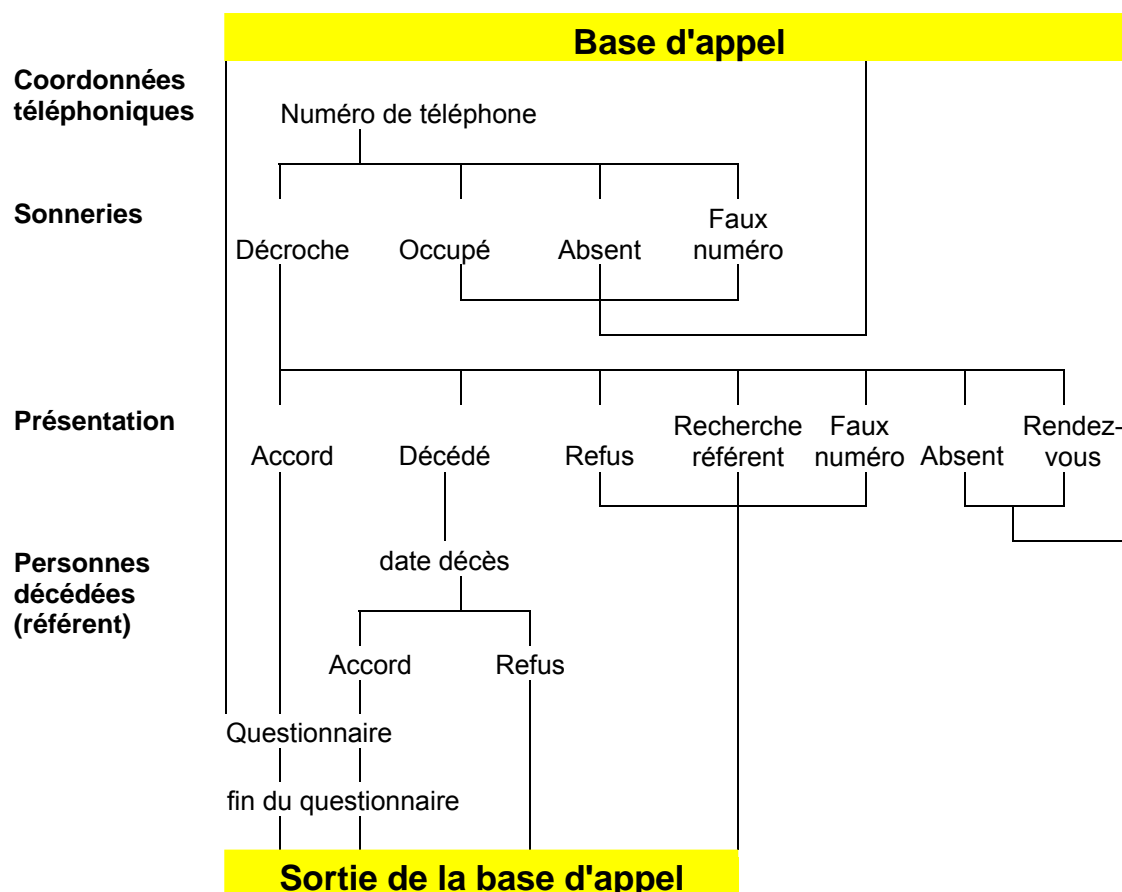 Base d'appel
Coordonnées
téléphoniques
Numéro de téléphone
Sonneries
Décroche
Occupé
Absent
Faux
numéro
Présentation
Accord
Décédé
Refus
Recherche
référent
Faux
numéro
Absent
Rendez-
vous
Personnes
décédées
(référent)
date décès
Accord
Refus
Questionnaire
fin du questionnaire
Sortie de la base d'appel